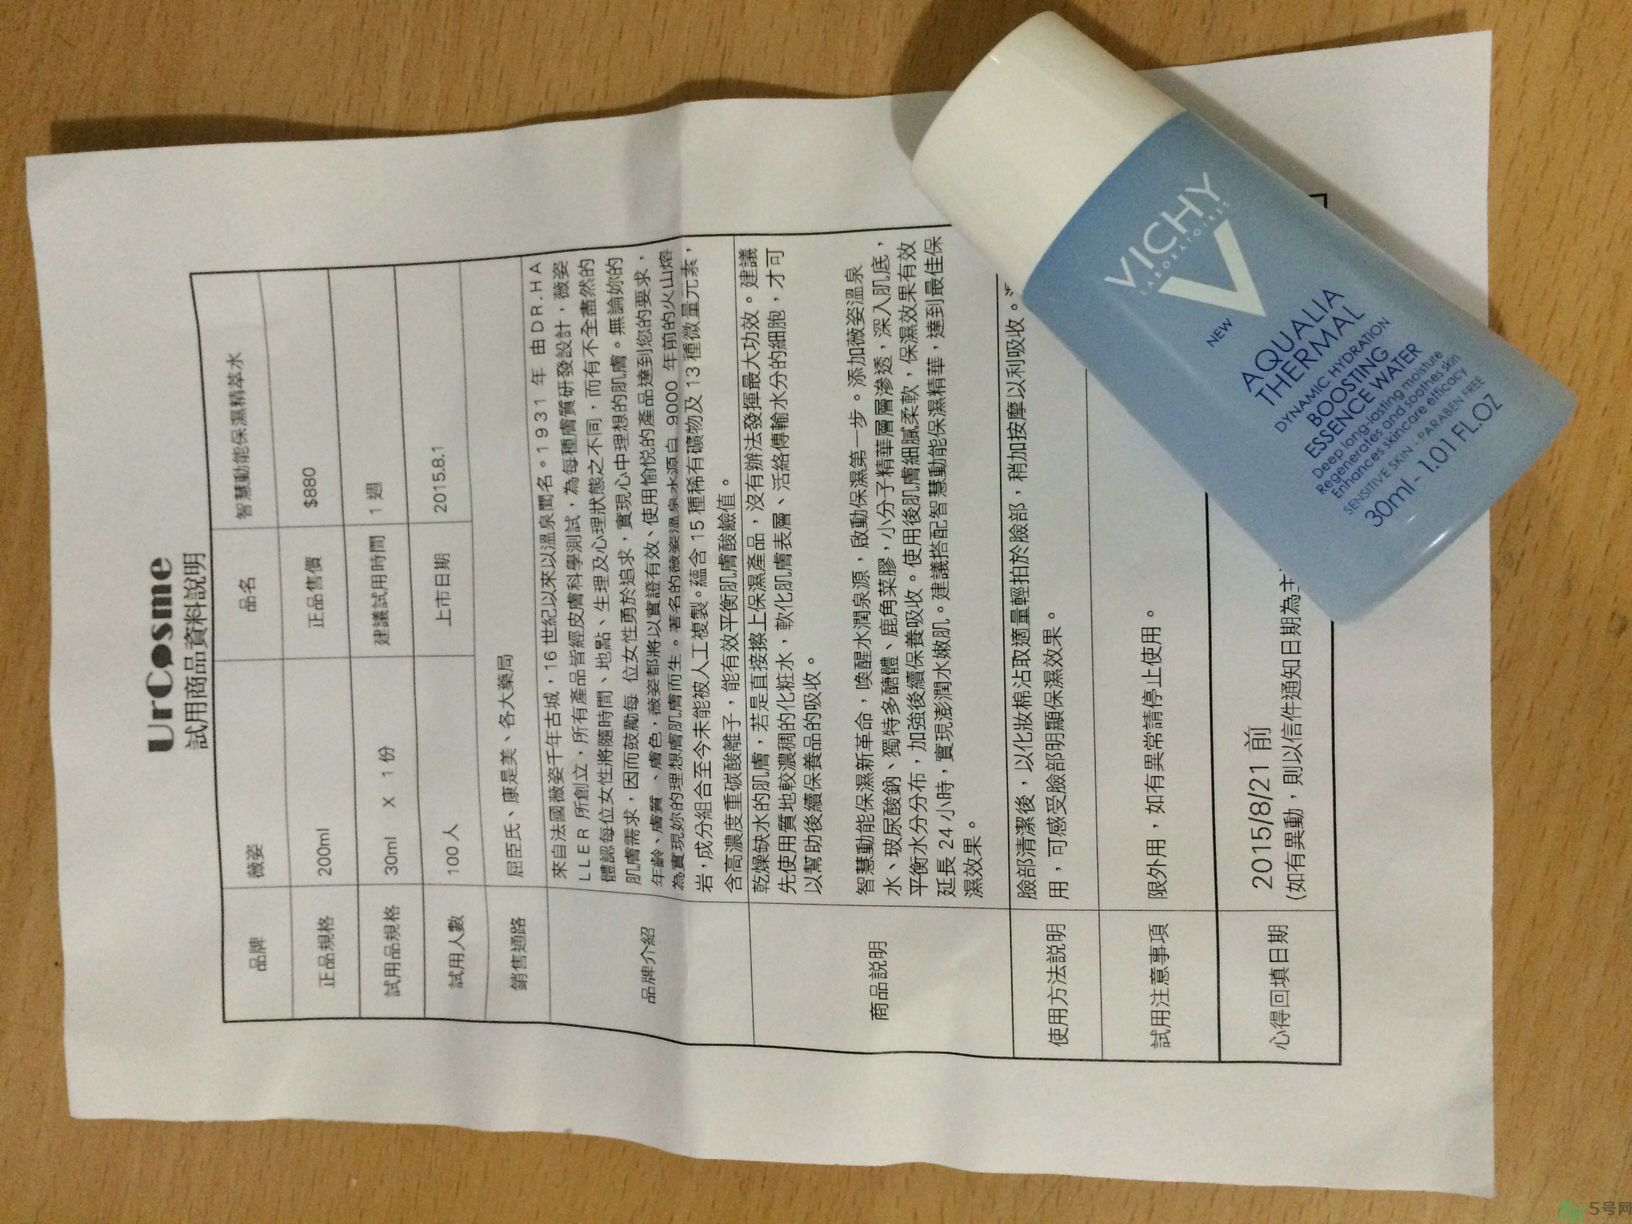 UrCosme
試用商品資料說明
品牌 薇姿 品名 智慧動能保濕精萃水
正品規格 200ml 正品售價 $880
試用品規格 30ml X 1 份 建議試用時間 1 週
試用人數 100 人 上市日期 2015.8.1
銷售通路 屈臣氏、康是美、各大藥局
品牌介紹
來自法國薇姿千年古城，16 世紀以來以溫泉聞名。1931 年 由 DR.HA
LLER 所創立，所有產品皆經皮膚科學測試，為每種膚質研發設計，薇姿
體認每位女性將隨時間、地點、生理及心理狀態之不同，而有不全盡然的
肌膚需求，因而鼓勵每 位女性勇於追求，實現心中理想的肌膚。無論妳的
年齡、膚質、膚色，薇姿都將以實證有效、使用愉悅的產品達到您的要求，
為實現妳的理想膚肌膚而生。著名的薇姿溫泉水源自 9000 年前的火山熔
岩，成分組合至今未能被人工複製。蘊含 15 種稀有礦物及 13 種微量元素，
含高濃度重碳酸離子，能有效平衡肌膚酸鹼值。
商品說明
乾燥缺水的肌膚，若是直接擦上保濕產品，沒有辦法發揮最大功效。建議
先使用質地較濃稠的化粧水，軟化肌膚表層、活絡傳輸水分的細胞，才可
以幫助後續保養品的吸收。
智慧動能保濕新革命，喚醒水潤泉源，啟動保濕第一步。添加薇姿溫泉
水、玻尿酸鈉、獨特多醣體、鹿角菜膠，小分子精華層層滲透，深入肌底，
平衡水分分布，加強後續保養吸收。使用後肌膚細膩柔軟，保濕效果有效
延長 24 小時，實現澎潤水嫩肌。建議搭配智慧動能保濕精華，達到最佳保
濕效果。
使用方法說明
臉部清潔後，以化妝棉沾取適量輕拍於臉部，稍加按摩以利吸收。
用，可感受臉部明顯保濕效果。
試用注意事項 限外用，如有異常請停止使用。
心得回填日期 2015/8/21 前
(如有異動，則以信件通知日期為主
VICHY
LABORATOIRES
NEW
AQUALIA
THERMAL
DYNAMIC HYDRATION
BOOSTING
ESSENCE WATER
Deep long-lasting moisture
Regenerates and soothes skin
Enhances skincare efficacy
SENSITIVE SKIN - PARABEN FREE
30ml - 1.01 FL.OZ
5号网